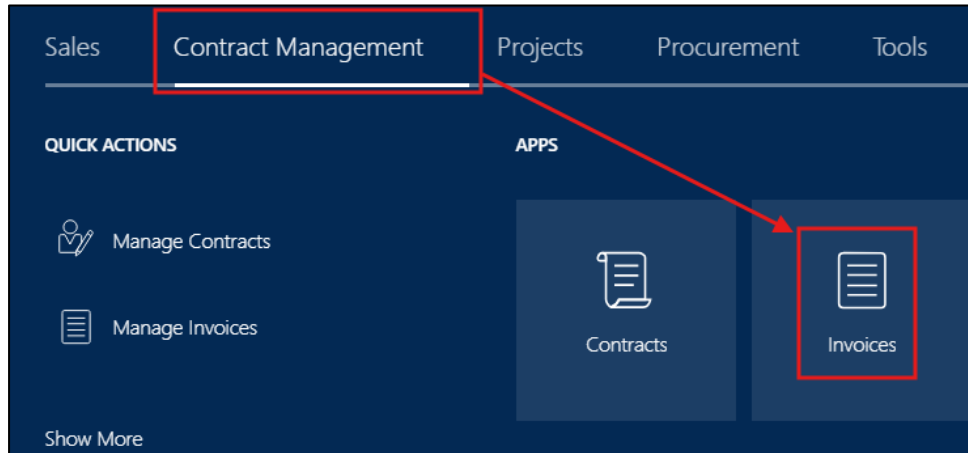 Sales Contract Management Projects Procurement Tools
QUICK ACTIONS
Manage Contracts
Manage Invoices
Show More
APPS
Contracts
Invoices